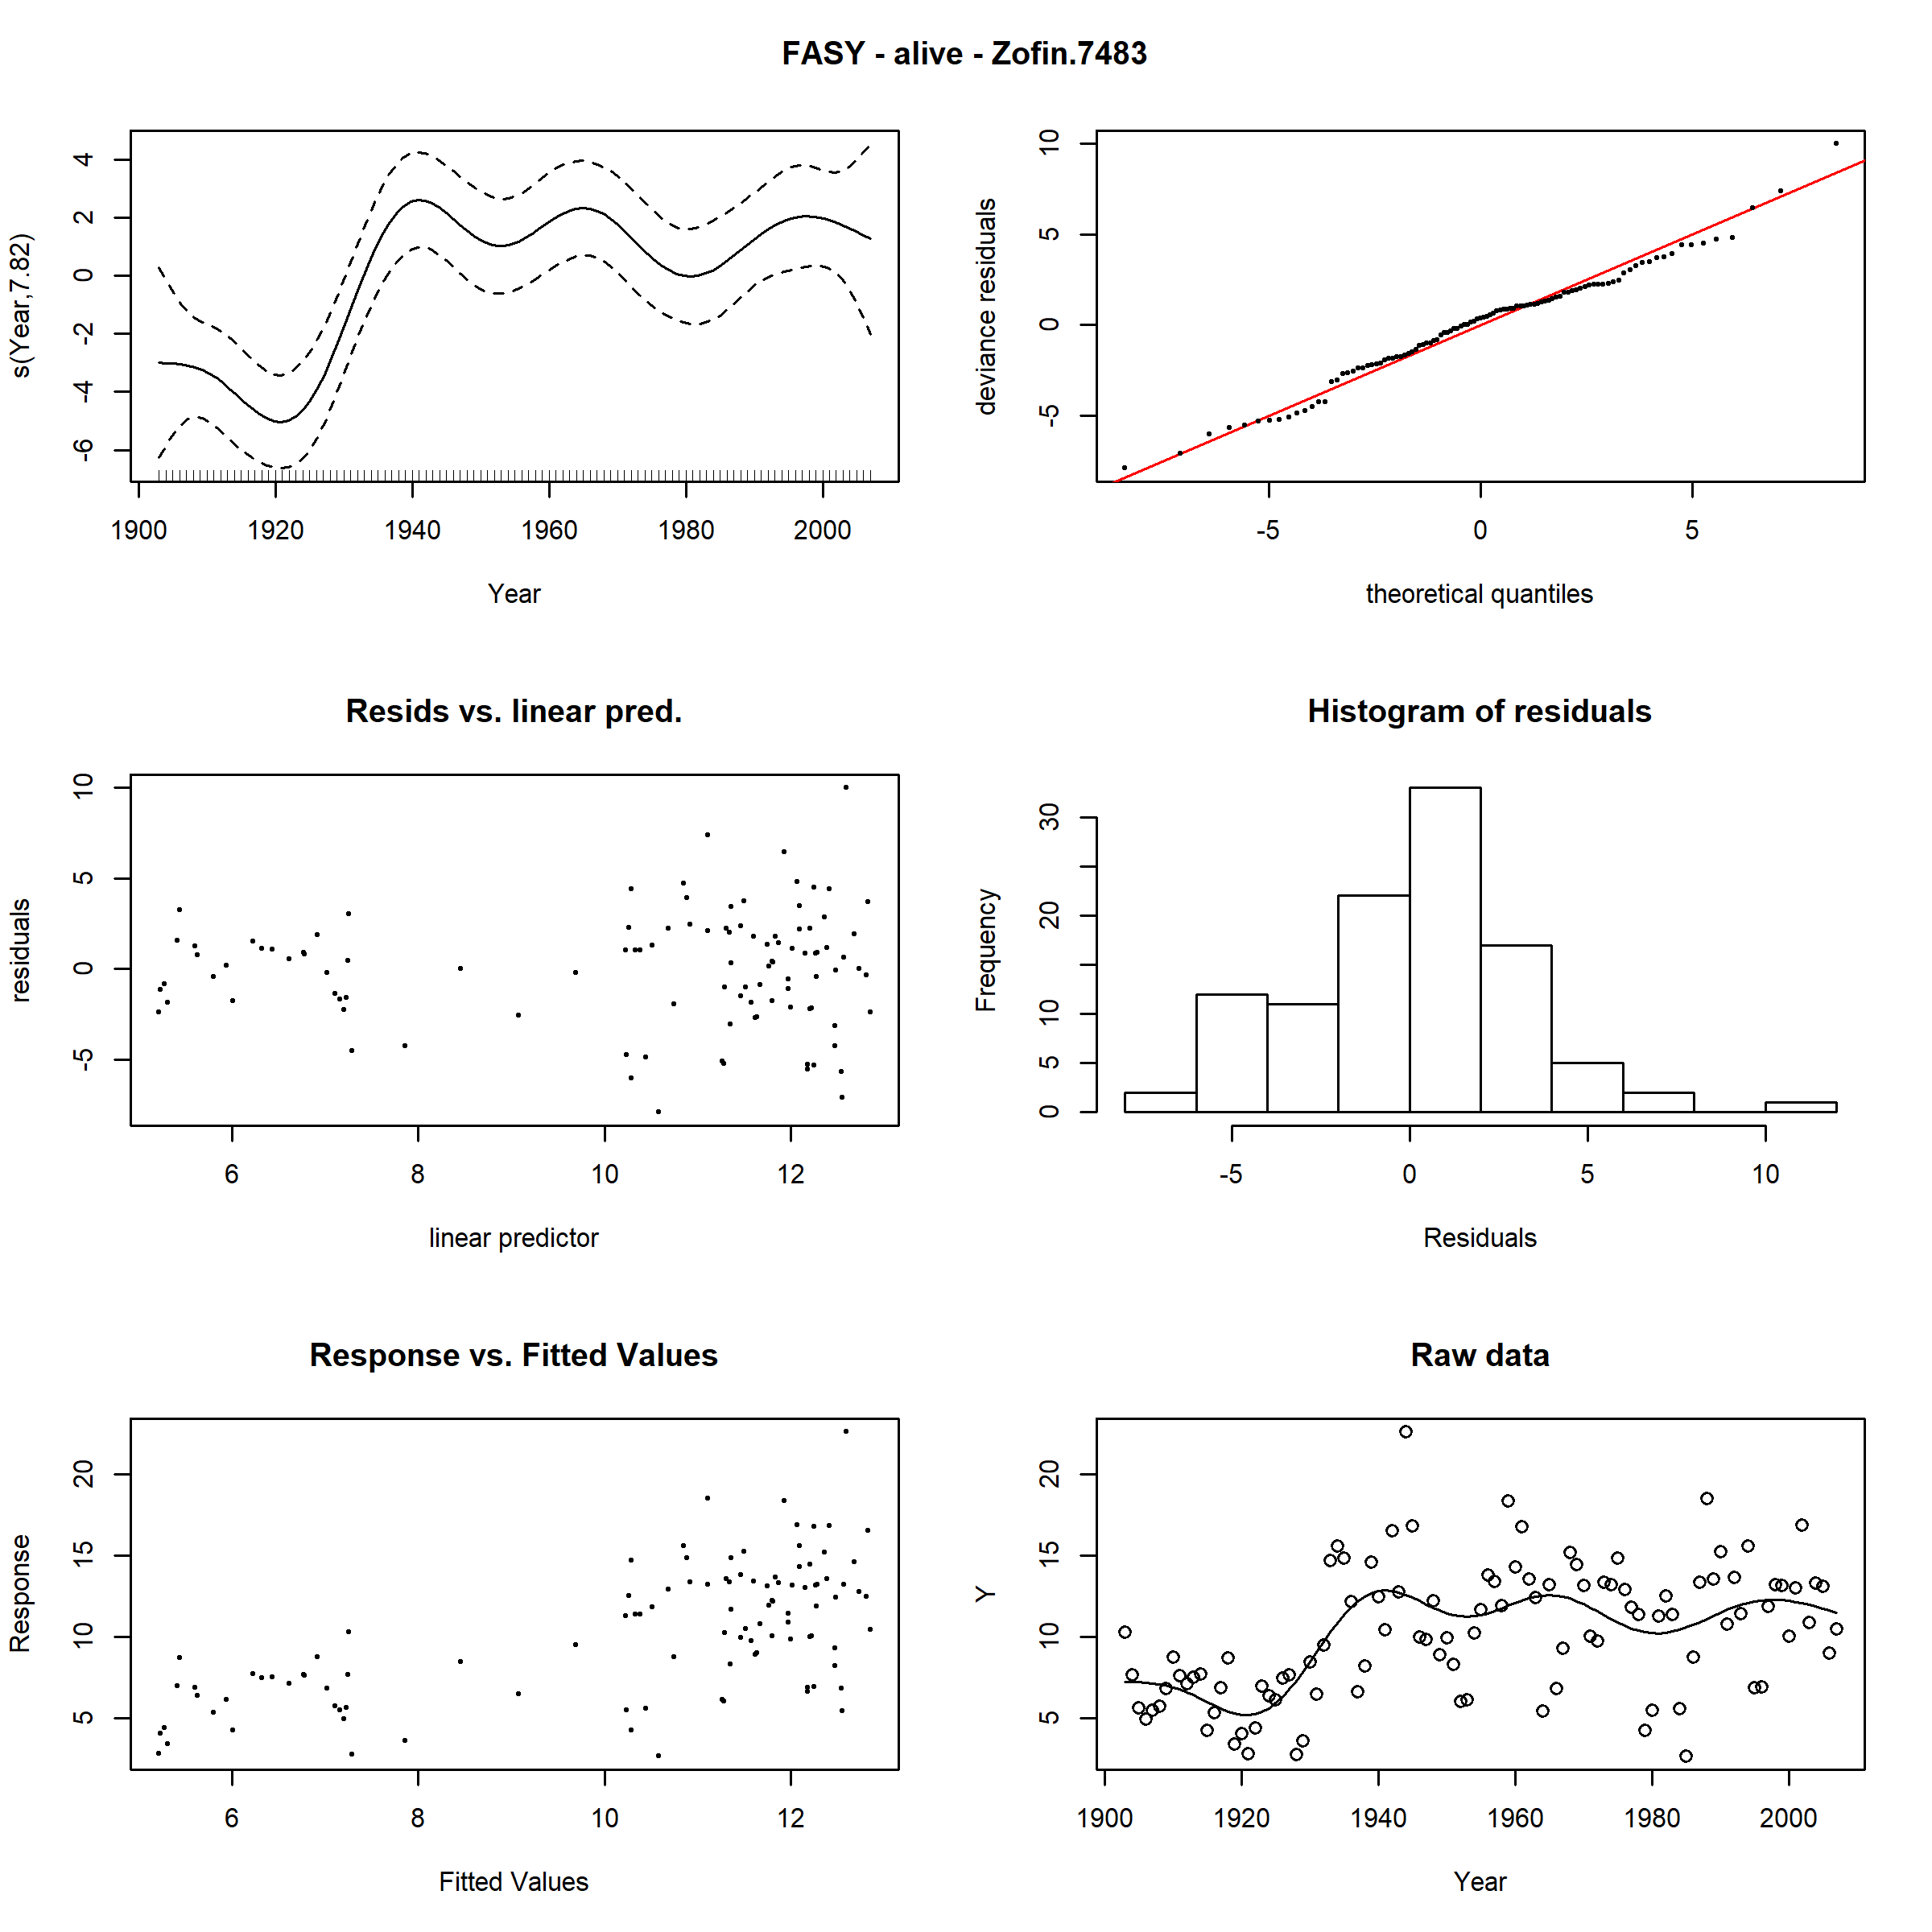 FASY - alive - Zofin.7483
s(Year,7.82)
4
2
0
-2
-4
-6
1900 1920 1940 1960 1980 2000
Year
deviance residuals
10
5
0
-5
-5 0 5
theoretical quantiles
Resids vs. linear pred.
residuals
10
5
0
-5
6 8 10 12
linear predictor
Histogram of residuals
Frequency
30
20
10
5
0
-5 0 5 10
Residuals
Response vs. Fitted Values
Response
20
15
10
5
6 8 10 12
Fitted Values
Raw data
Y
20
15
10
5
1900 1920 1940 1960 1980 2000
Year